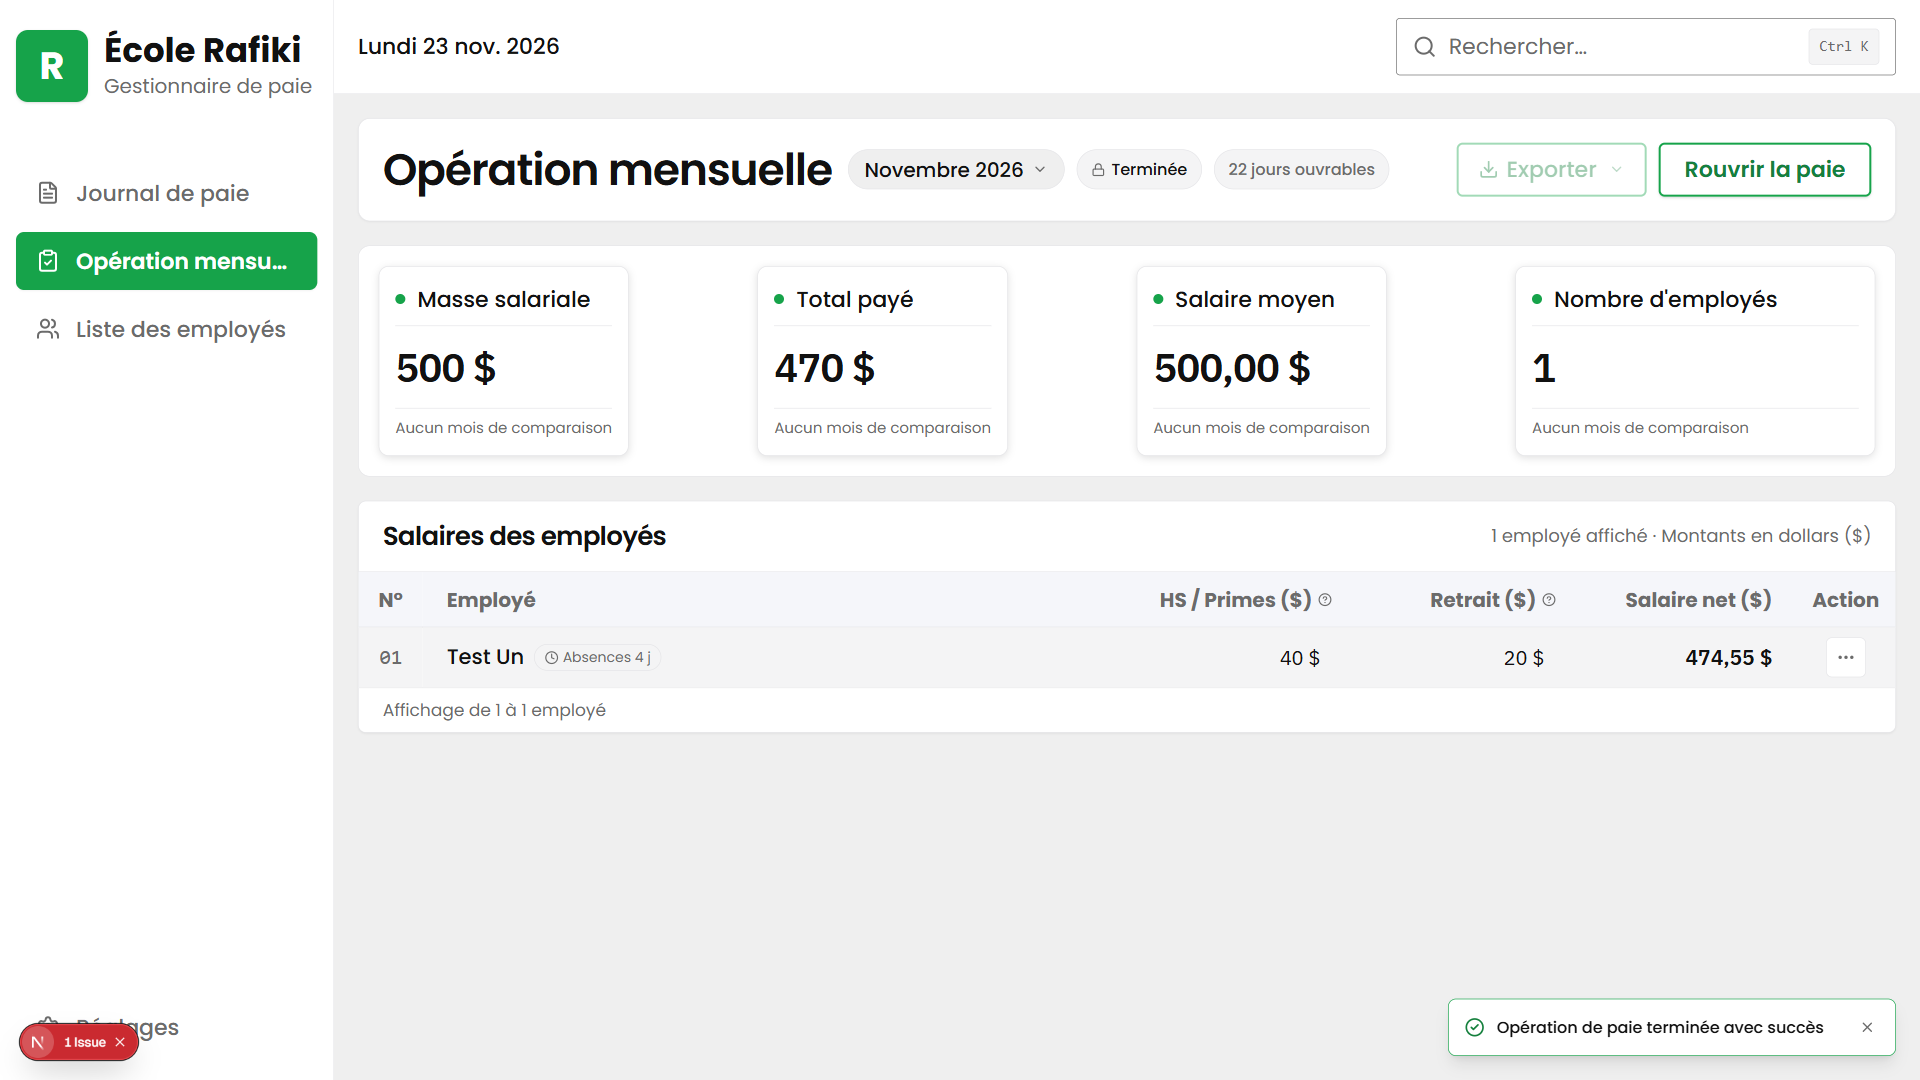 R
École Rafiki
Gestionnaire de paie
Journal de paie
Opération mensu...
Liste des employés
1 Issue
Lundi 23 nov. 2026
Rechercher...
Ctrl K
Opération mensuelle
Novembre 2026
Terminée
22 jours ouvrables
Exporter
Rouvrir la paie
Masse salariale
500 $
Aucun mois de comparaison
Total payé
470 $
Aucun mois de comparaison
Salaire moyen
500,00 $
Aucun mois de comparaison
Nombre d'employés
1
Aucun mois de comparaison
Salaires des employés
1 employé affiché · Montants en dollars ($)
Nº Employé HS / Primes ($) Retrait ($) Salaire net ($) Action
01 Test Un Absences 4 j 40 $ 20 $ 474,55 $
Affichage de 1 à 1 employé
Opération de paie terminée avec succès